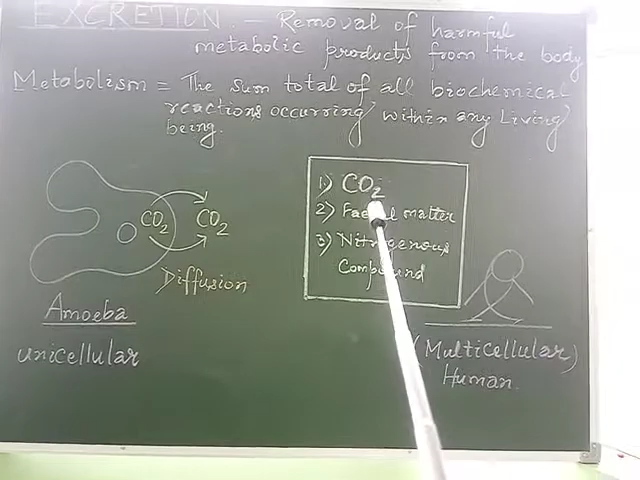 EXCRETION. - Removal of harmful
metabolic products from the body
Metabolism = The sum total of all biochemical
reactions occurring within any Living
being.
CO2 CO2
Diffusion
Amoeba
unicellular
1) CO2
2) Faecal matter
3) Nitrogenous
Compound
(Multicellular)
Human.